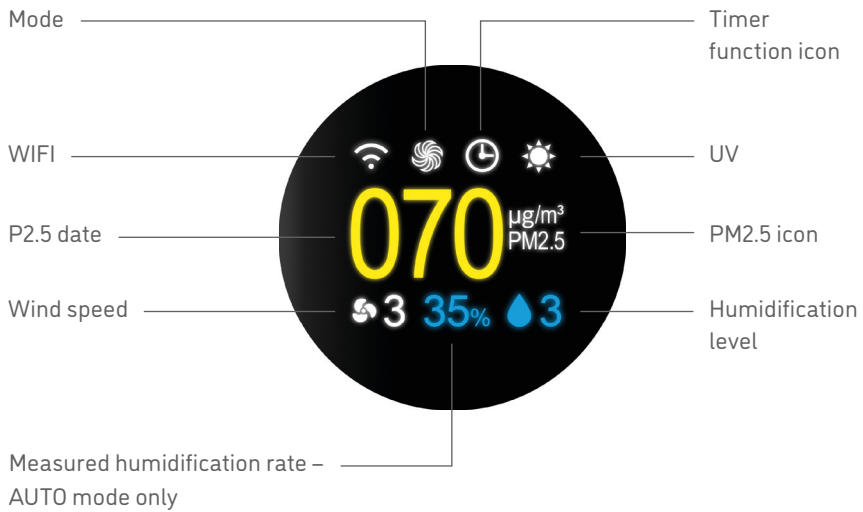 Mode
Timer
function icon
WIFI
UV
070
µg/m³
PM2.5
P2.5 date
PM2.5 icon
3 35% 3
Wind speed
Humidification
level
Measured humidification rate –
AUTO mode only